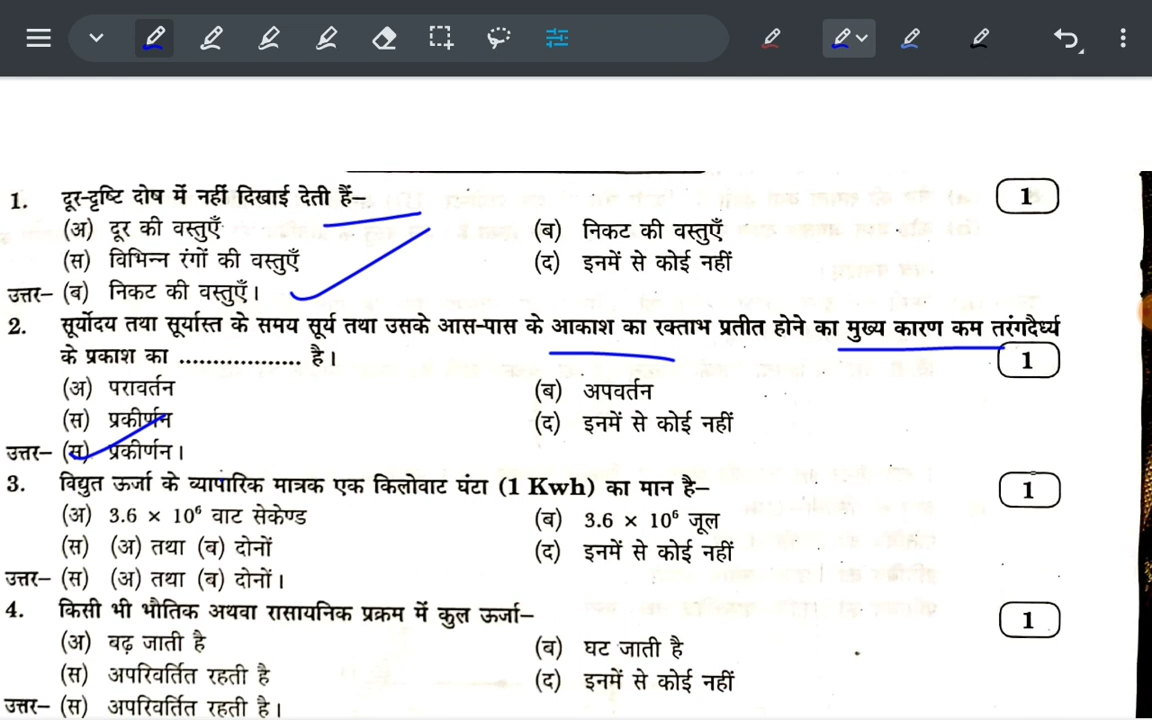 1. दूर-दृष्टि दोष में नहीं दिखाई देती हैं– 1
(अ) दूर की वस्तुएँ (ब) निकट की वस्तुएँ
(स) विभिन्न रंगों की वस्तुएँ (द) इनमें से कोई नहीं
उत्तर– (ब) निकट की वस्तुएँ।
2. सूर्योदय तथा सूर्यास्त के समय सूर्य तथा उसके आस-पास के आकाश का रक्ताभ प्रतीत होने का मुख्य कारण कम तरंगदैर्ध्य
के प्रकाश का .................. है। 1
(अ) परावर्तन (ब) अपवर्तन
(स) प्रकीर्णन (द) इनमें से कोई नहीं
उत्तर– (स) प्रकीर्णन।
3. विद्युत ऊर्जा के व्यापारिक मात्रक एक किलोवाट घंटा (1 Kwh) का मान है– 1
(अ) 3.6 × 10⁶ वाट सेकेण्ड (ब) 3.6 × 10⁶ जूल
(स) (अ) तथा (ब) दोनों (द) इनमें से कोई नहीं
उत्तर– (स) (अ) तथा (ब) दोनों।
4. किसी भी भौतिक अथवा रासायनिक प्रक्रम में कुल ऊर्जा– 1
(अ) बढ़ जाती है (ब) घट जाती है
(स) अपरिवर्तित रहती है (द) इनमें से कोई नहीं
उत्तर– (स) अपरिवर्तित रहती है।